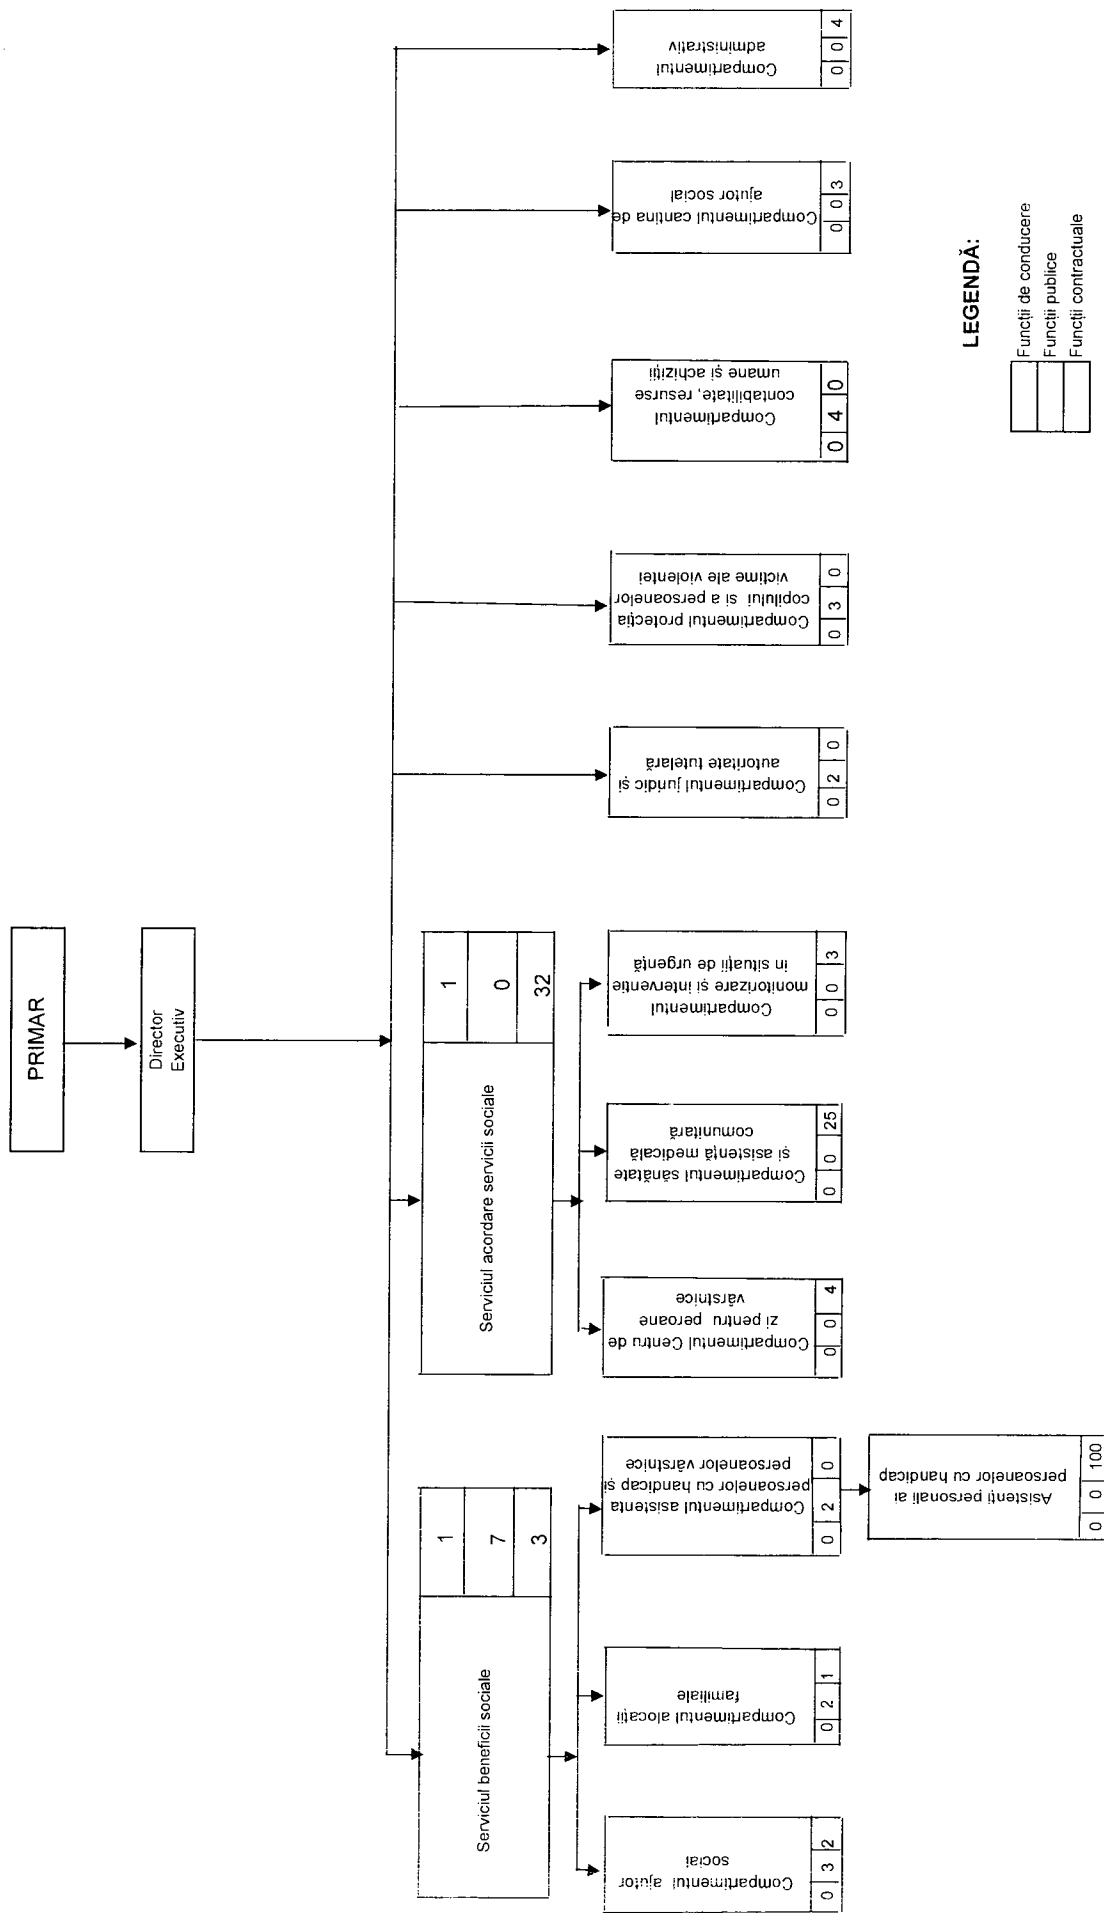 PRIMAR
Director
Executiv
Serviciul beneficii sociale
1
7
3
Serviciul acordare servicii sociale
1
0
32
Compartimentul ajutor
social
0 3 2
Compartimentul alocații
familiale
0 2 1
Compartimentul asistenta
persoanelor cu handicap și
persoanelor vârstnice
0 2 0
Asistenți personali ai
persoanelor cu handicap
0 0 100
Compartimentul Centru de
zi pentru peroane
vârstnice
0 0 4
Compartimentul sănătate
și asistență medicală
comunitară
0 0 25
Compartimentul
monitorizare și interventie
in situații de urgență
0 0 3
Compartimentul juridic și
autoritate tutelară
0 2 0
Compartimentul protecția
copilului si a persoanelor
victime ale violentei
0 3 0
Compartimentul
contabilitate, resurse
umane și achiziții
0 4 0
Compartimentul cantina de
ajutor social
0 0 3
Compartimentul
administrativ
0 0 4
LEGENDĂ:
Funcții de conducere
Funcții publice
Funcții contractuale